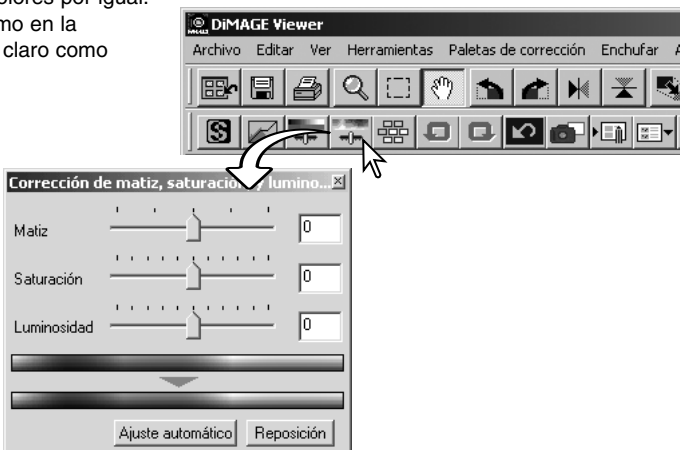 olores por igual.
mo en la
claro como
DiMAGE Viewer
Archivo Editar Ver Herramientas Paletas de corrección Enchufar A
S
Corrección de matiz, saturación y lumino...
Matiz 0
Saturación 0
Luminosidad 0
Ajuste automático Reposición